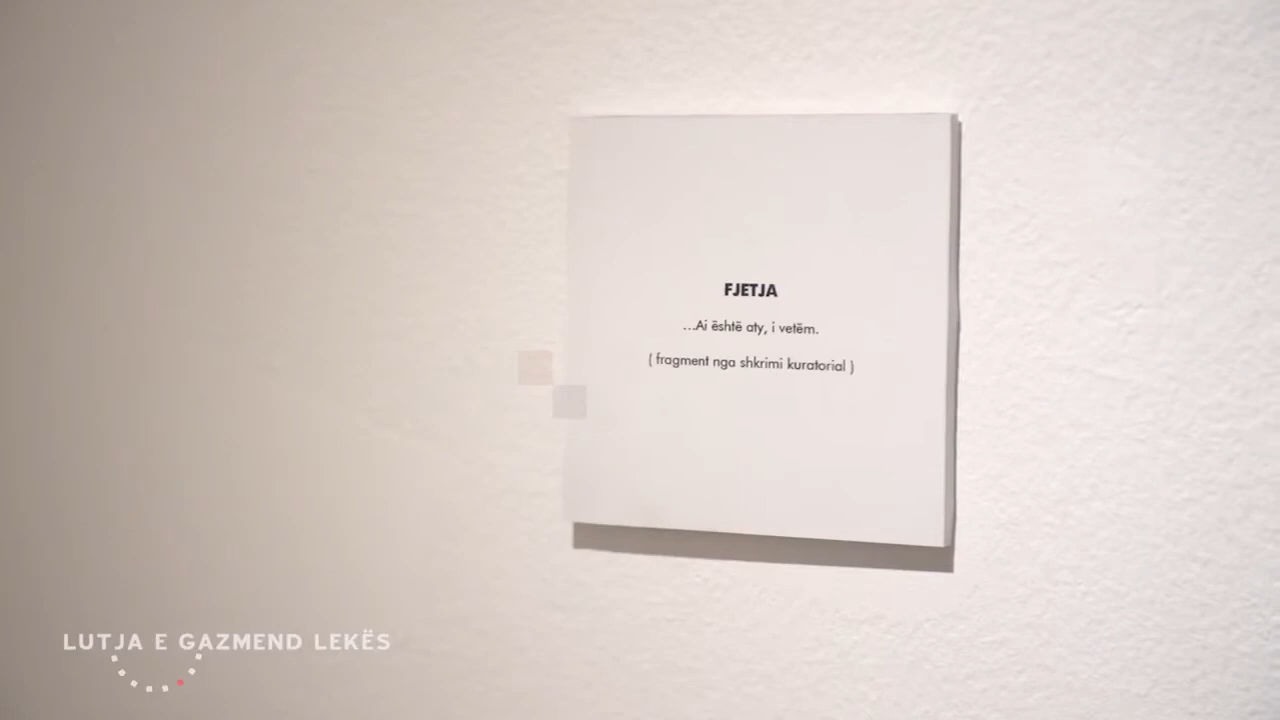 FJETJA
...Ai është aty, i vetëm.
( fragment nga shkrimi kuratorial )
LUTJA E GAZMEND LEKËS